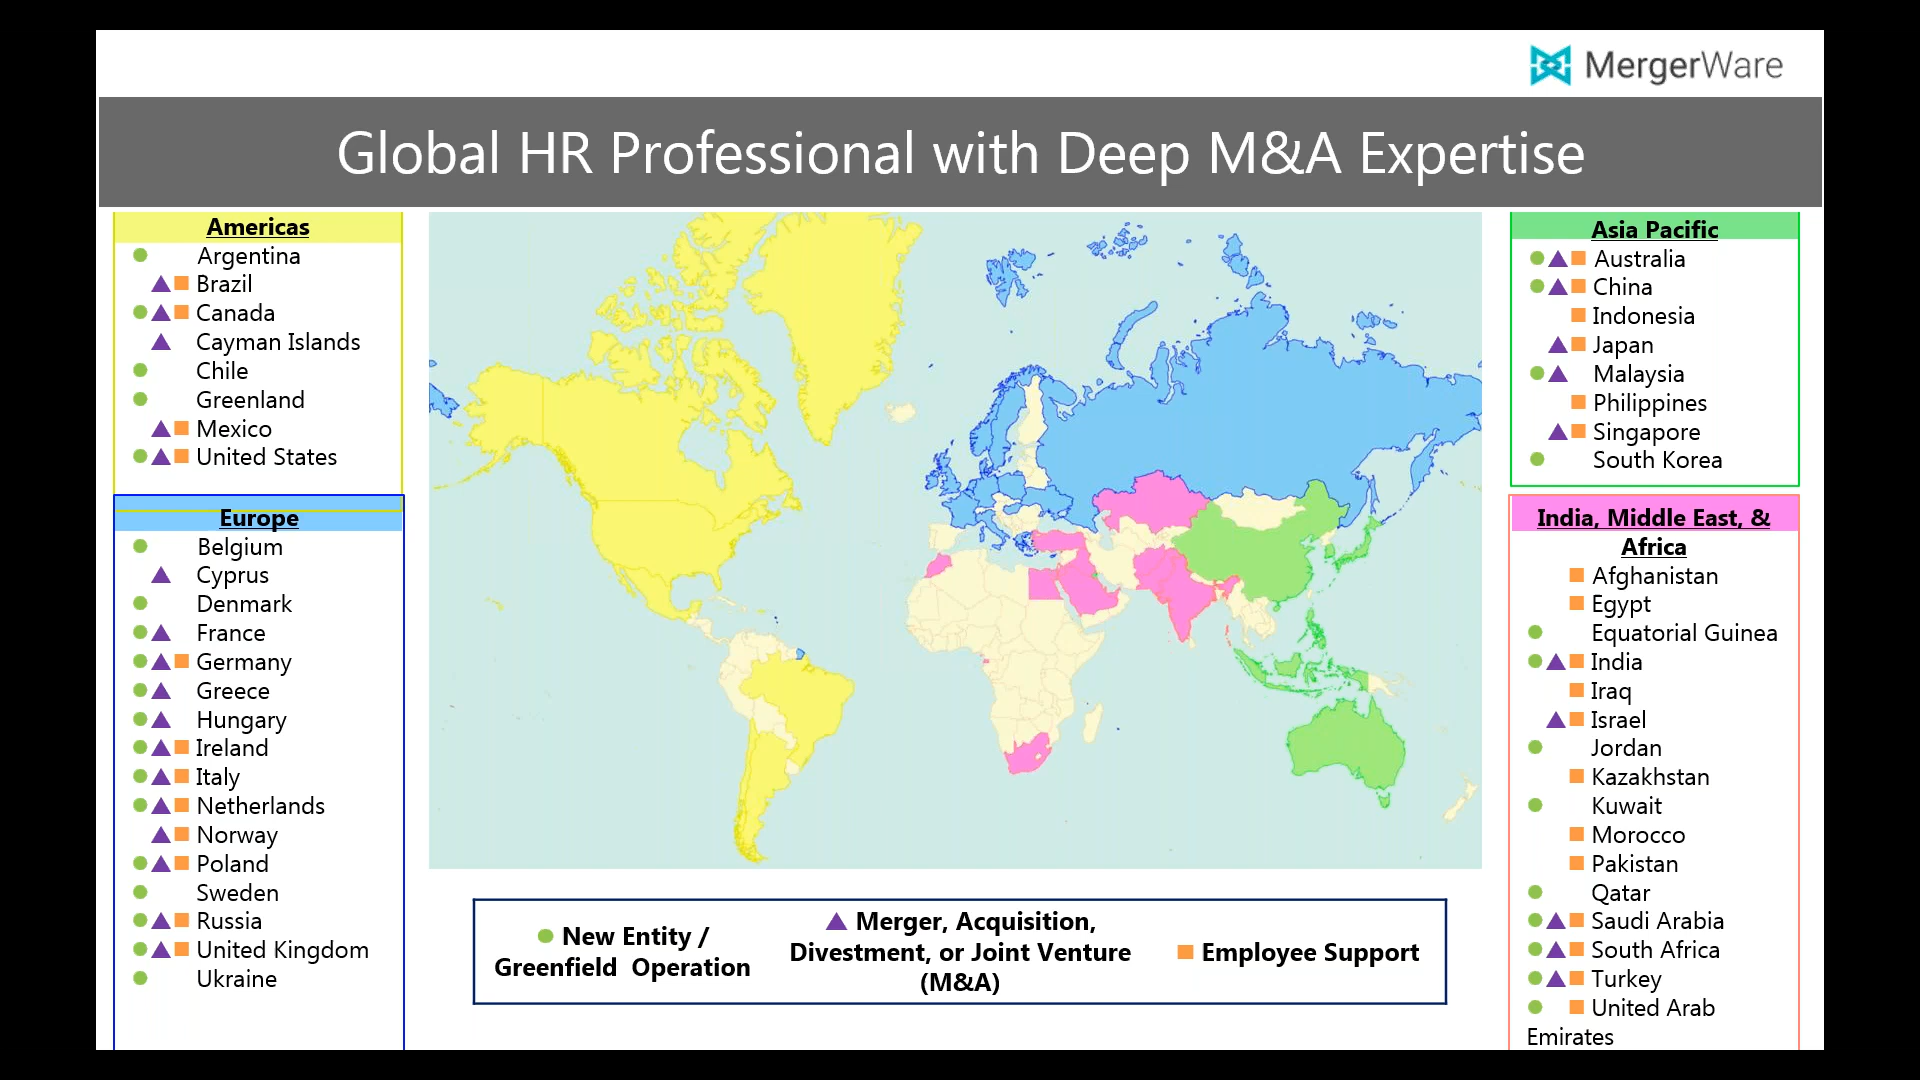 MergerWare
Global HR Professional with Deep M&A Expertise
Americas
Argentina
Brazil
Canada
Cayman Islands
Chile
Greenland
Mexico
United States
Europe
Belgium
Cyprus
Denmark
France
Germany
Greece
Hungary
Ireland
Italy
Netherlands
Norway
Poland
Sweden
Russia
United Kingdom
Ukraine
New Entity /
Greenfield Operation
Merger, Acquisition,
Divestment, or Joint Venture
(M&A)
Employee Support
Asia Pacific
Australia
China
Indonesia
Japan
Malaysia
Philippines
Singapore
South Korea
India, Middle East, &
Africa
Afghanistan
Egypt
Equatorial Guinea
India
Iraq
Israel
Jordan
Kazakhstan
Kuwait
Morocco
Pakistan
Qatar
Saudi Arabia
South Africa
Turkey
United Arab
Emirates